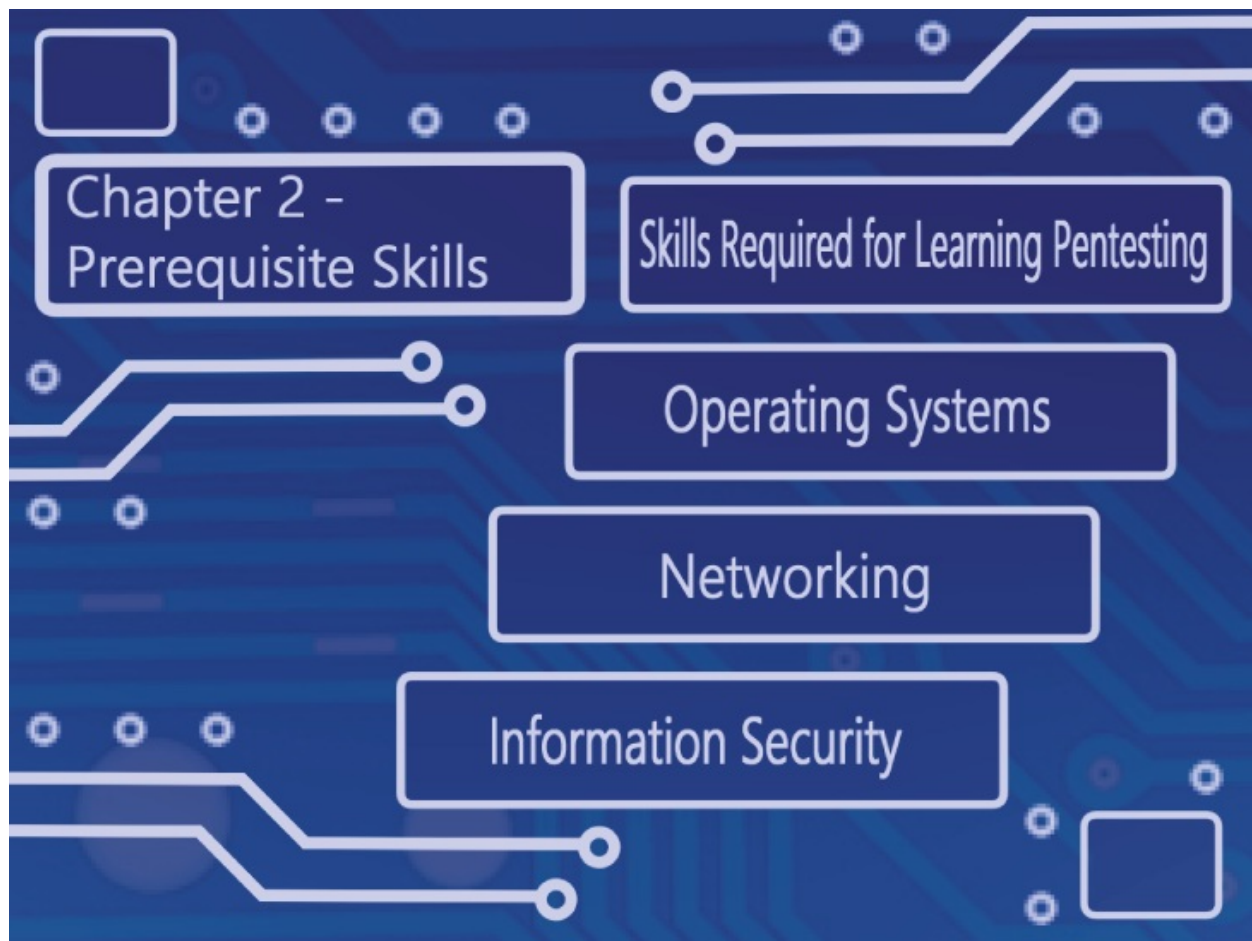 Chapter 2 -
Prerequisite Skills
Skills Required for Learning Pentesting
Operating Systems
Networking
Information Security